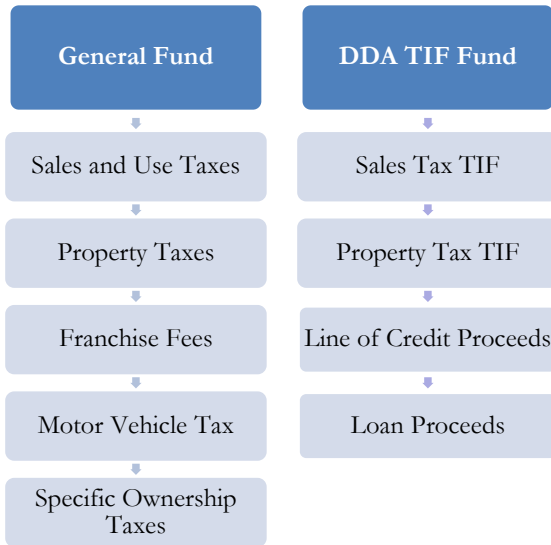 General Fund
Sales and Use Taxes
Property Taxes
Franchise Fees
Motor Vehicle Tax
Specific Ownership
Taxes
DDA TIF Fund
Sales Tax TIF
Property Tax TIF
Line of Credit Proceeds
Loan Proceeds